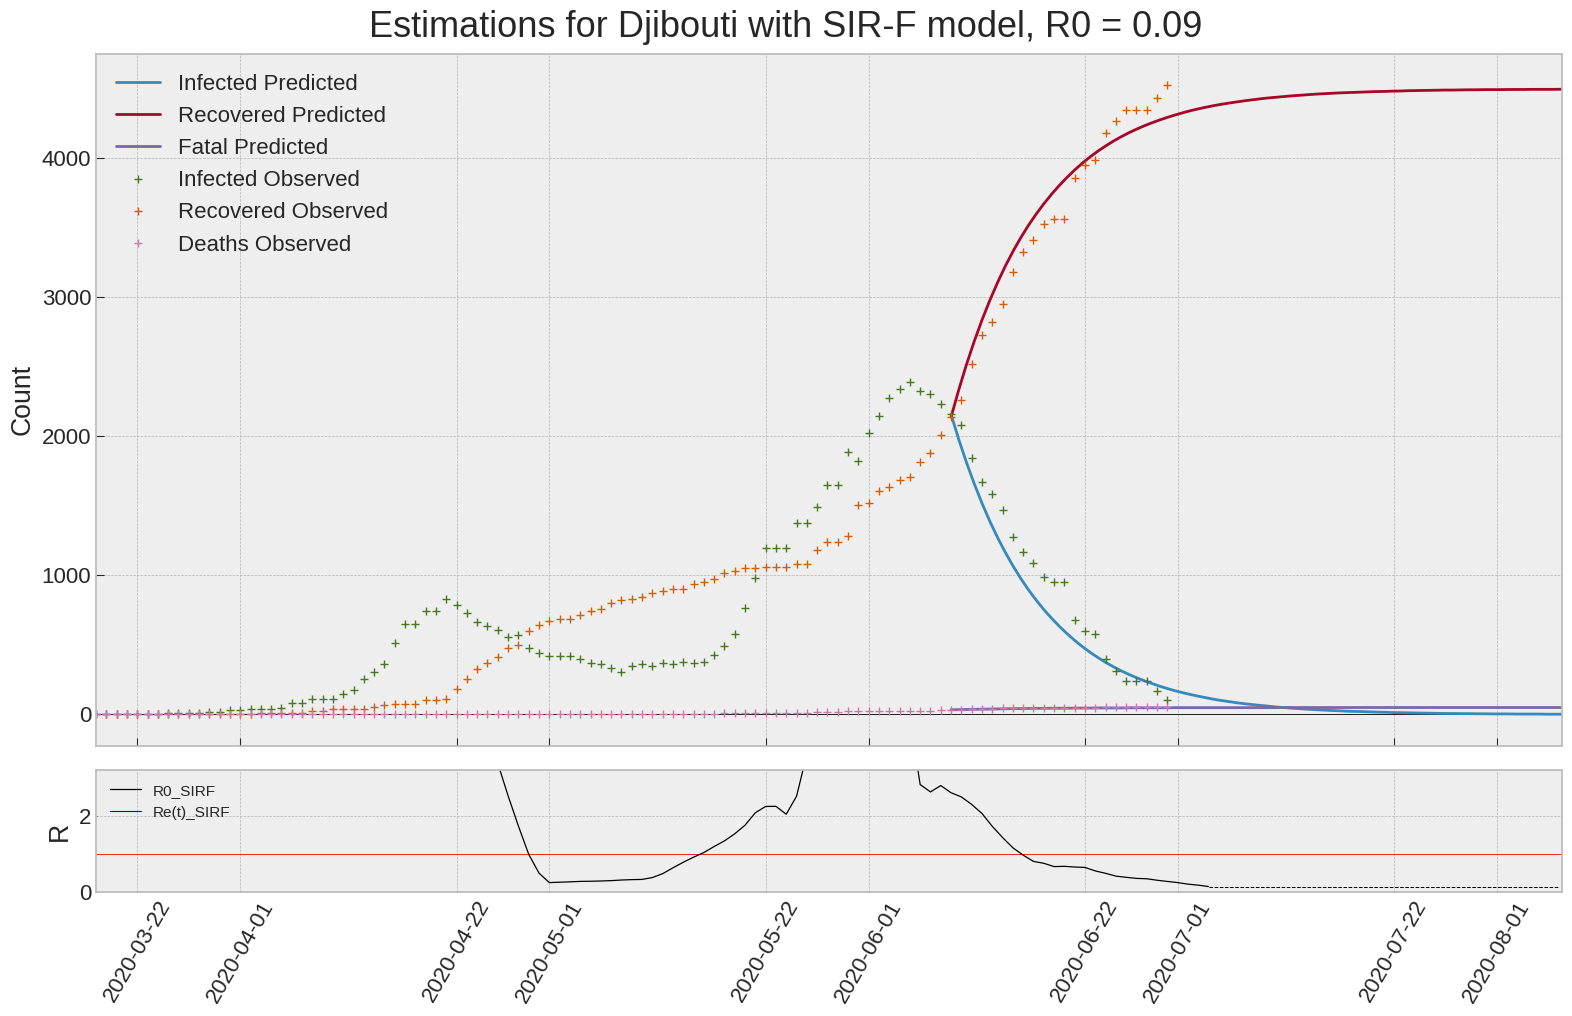 Estimations for Djibouti with SIR-F model, R0 = 0.09
Infected Predicted
Recovered Predicted
Fatal Predicted
Infected Observed
Recovered Observed
Deaths Observed
Count
4000
3000
2000
1000
0
R0_SIRF
Re(t)_SIRF
R
2
0
2020-03-22
2020-04-01
2020-04-22
2020-05-01
2020-05-22
2020-06-01
2020-06-22
2020-07-01
2020-07-22
2020-08-01